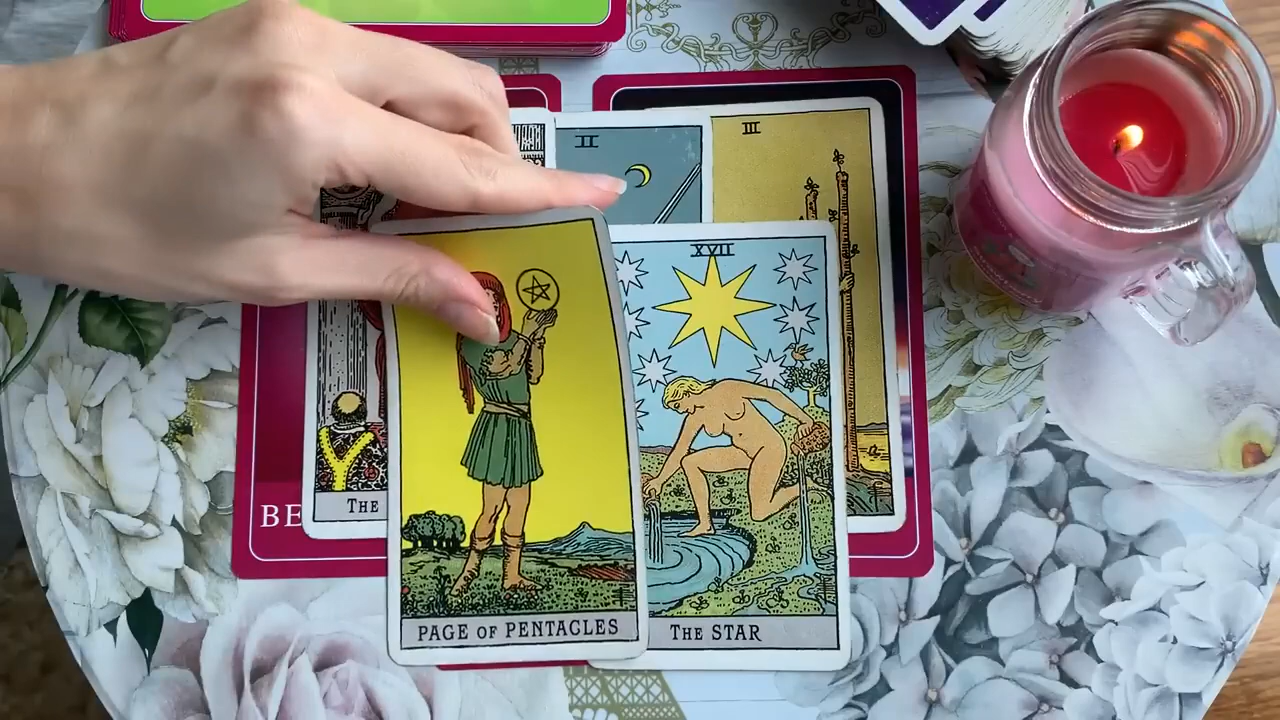 II
III
XVII
THE
BE
PAGE OF PENTACLES
THE STAR